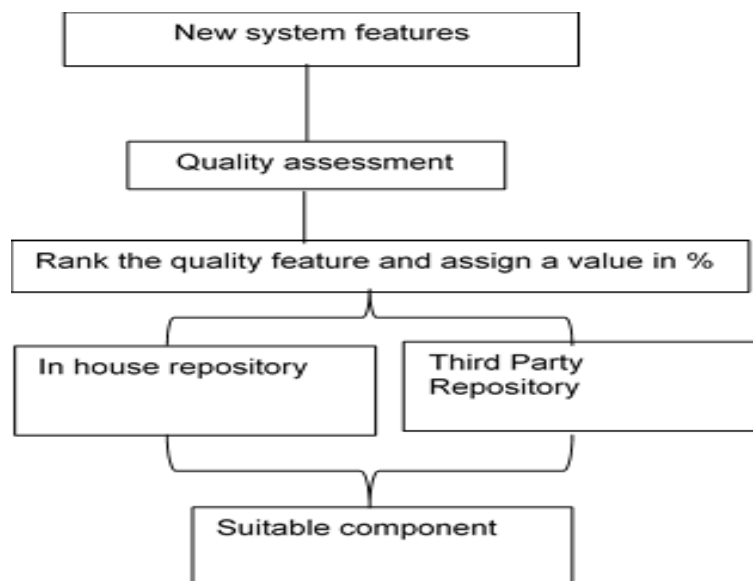 New system features
Quality assessment
Rank the quality feature and assign a value in %
In house repository
Third Party
Repository
Suitable component